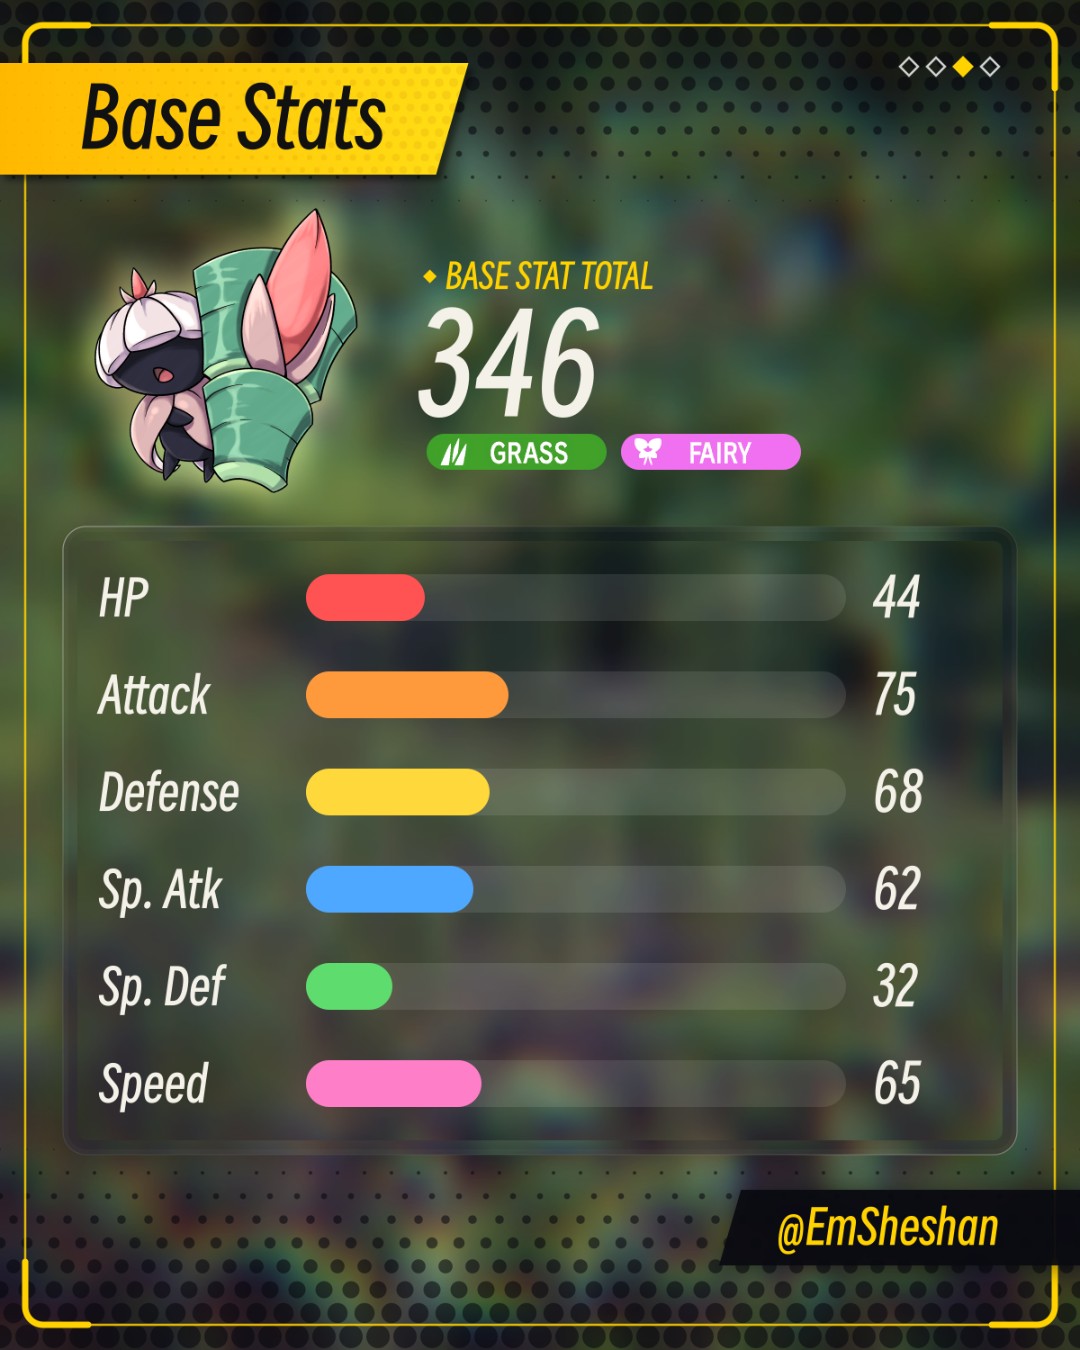 Base Stats
BASE STAT TOTAL
346
GRASS FAIRY
HP 44
Attack 75
Defense 68
Sp. Atk 62
Sp. Def 32
Speed 65
@EmSheshan